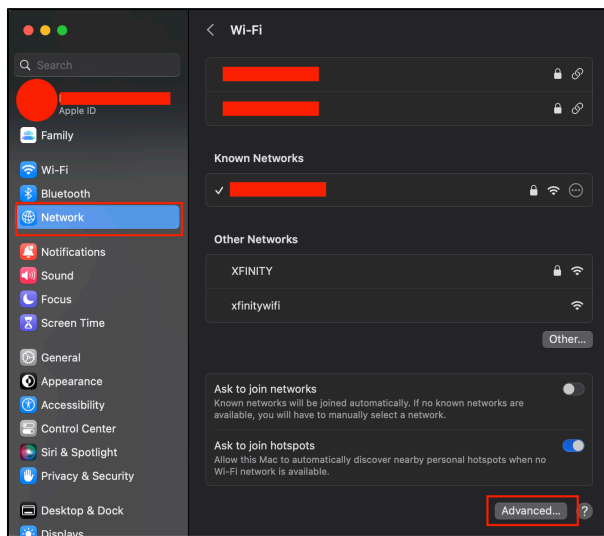 Wi-Fi
Search
Apple ID
Family
Wi-Fi
Bluetooth
Network
Notifications
Sound
Focus
Screen Time
General
Appearance
Accessibility
Control Center
Siri & Spotlight
Privacy & Security
Desktop & Dock
Displays
Known Networks
Other Networks
XFINITY
xfinitywifi
Other...
Ask to join networks
Known networks will be joined automatically. If no known networks are
available, you will have to manually select a network.
Ask to join hotspots
Allow this Mac to automatically discover nearby personal hotspots when no
Wi-Fi network is available.
Advanced...
?